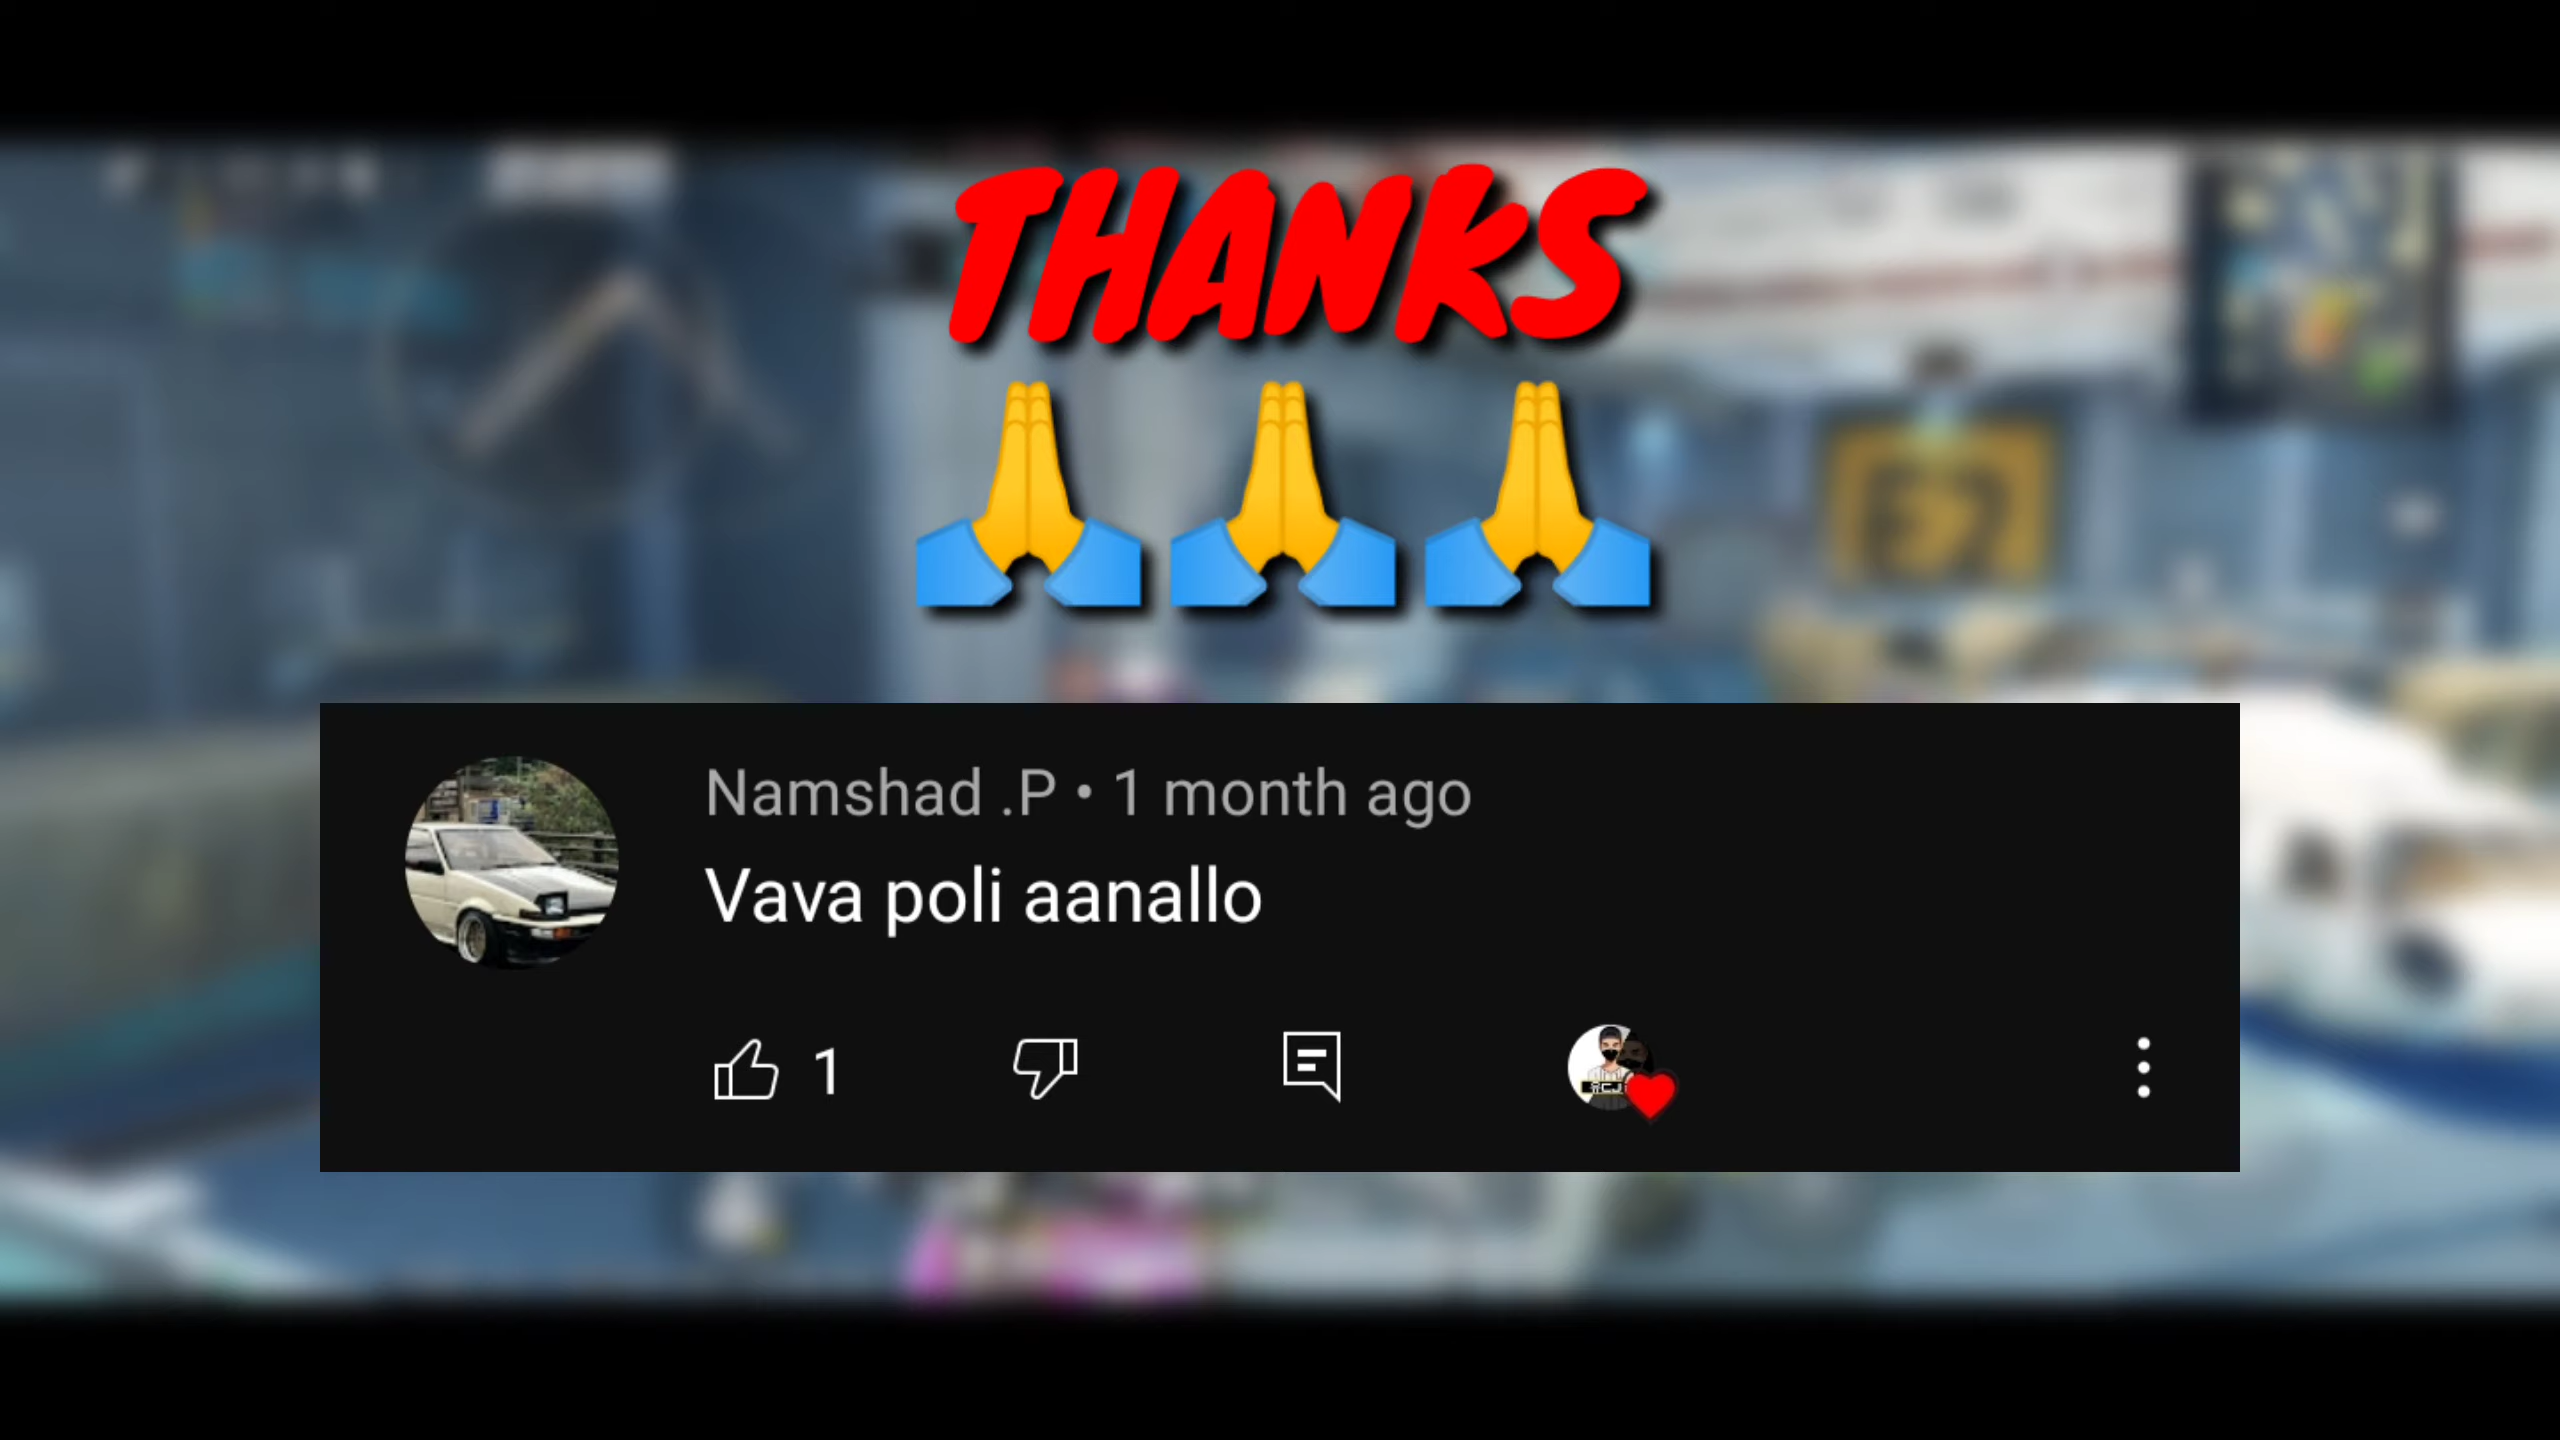 THANKS
🙏🙏🙏
Namshad .P • 1 month ago
Vava poli aanallo
1